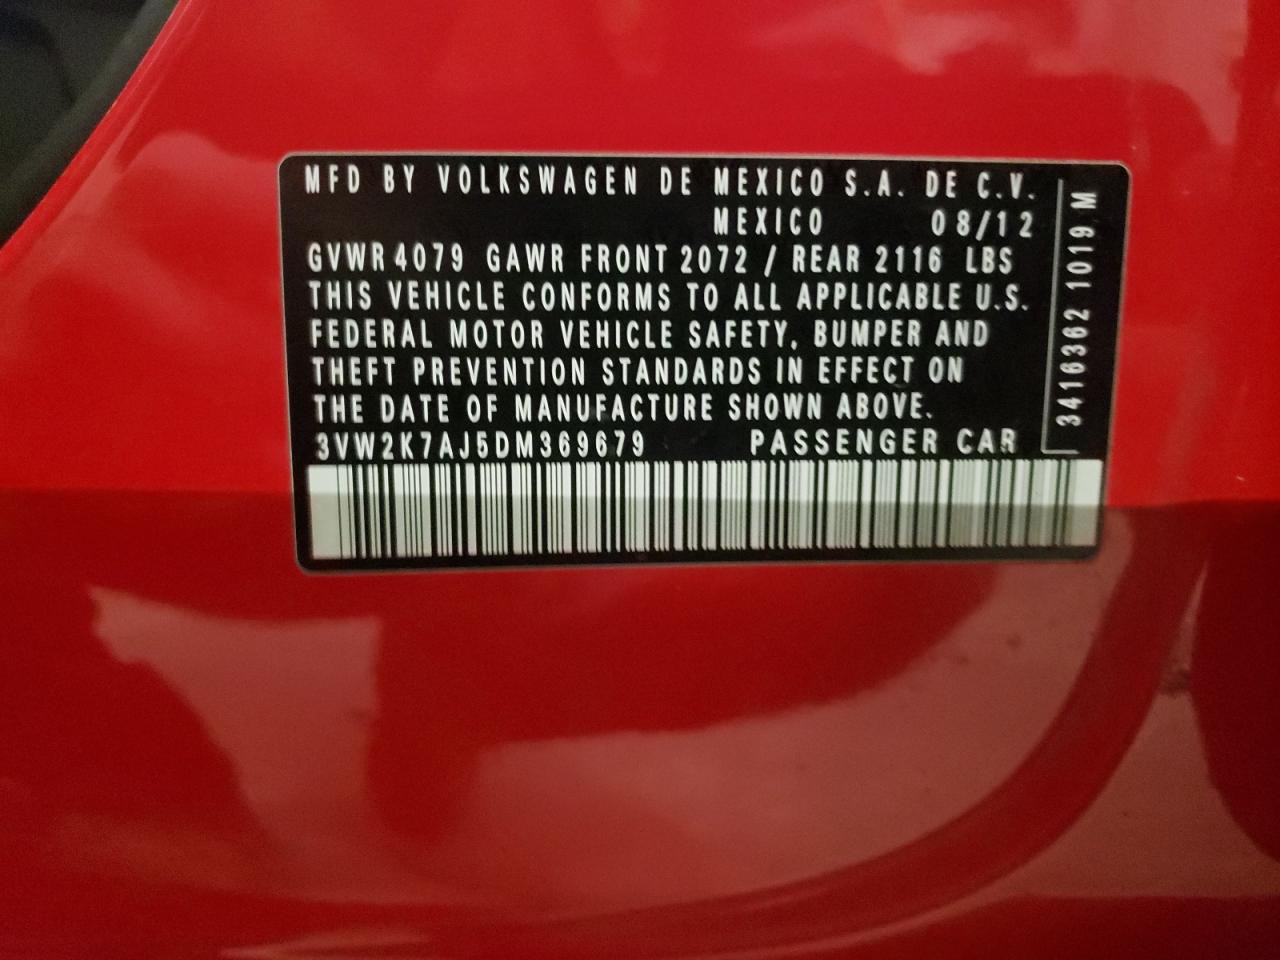 MFD BY VOLKSWAGEN DE MEXICO S.A. DE C.V.
MEXICO 08/12
GVWR 4079 GAWR FRONT 2072 / REAR 2116 LBS
THIS VEHICLE CONFORMS TO ALL APPLICABLE U.S.
FEDERAL MOTOR VEHICLE SAFETY, BUMPER AND
THEFT PREVENTION STANDARDS IN EFFECT ON
THE DATE OF MANUFACTURE SHOWN ABOVE.
3VW2K7AJ5DM369679 PASSENGER CAR
3416362 1019 M